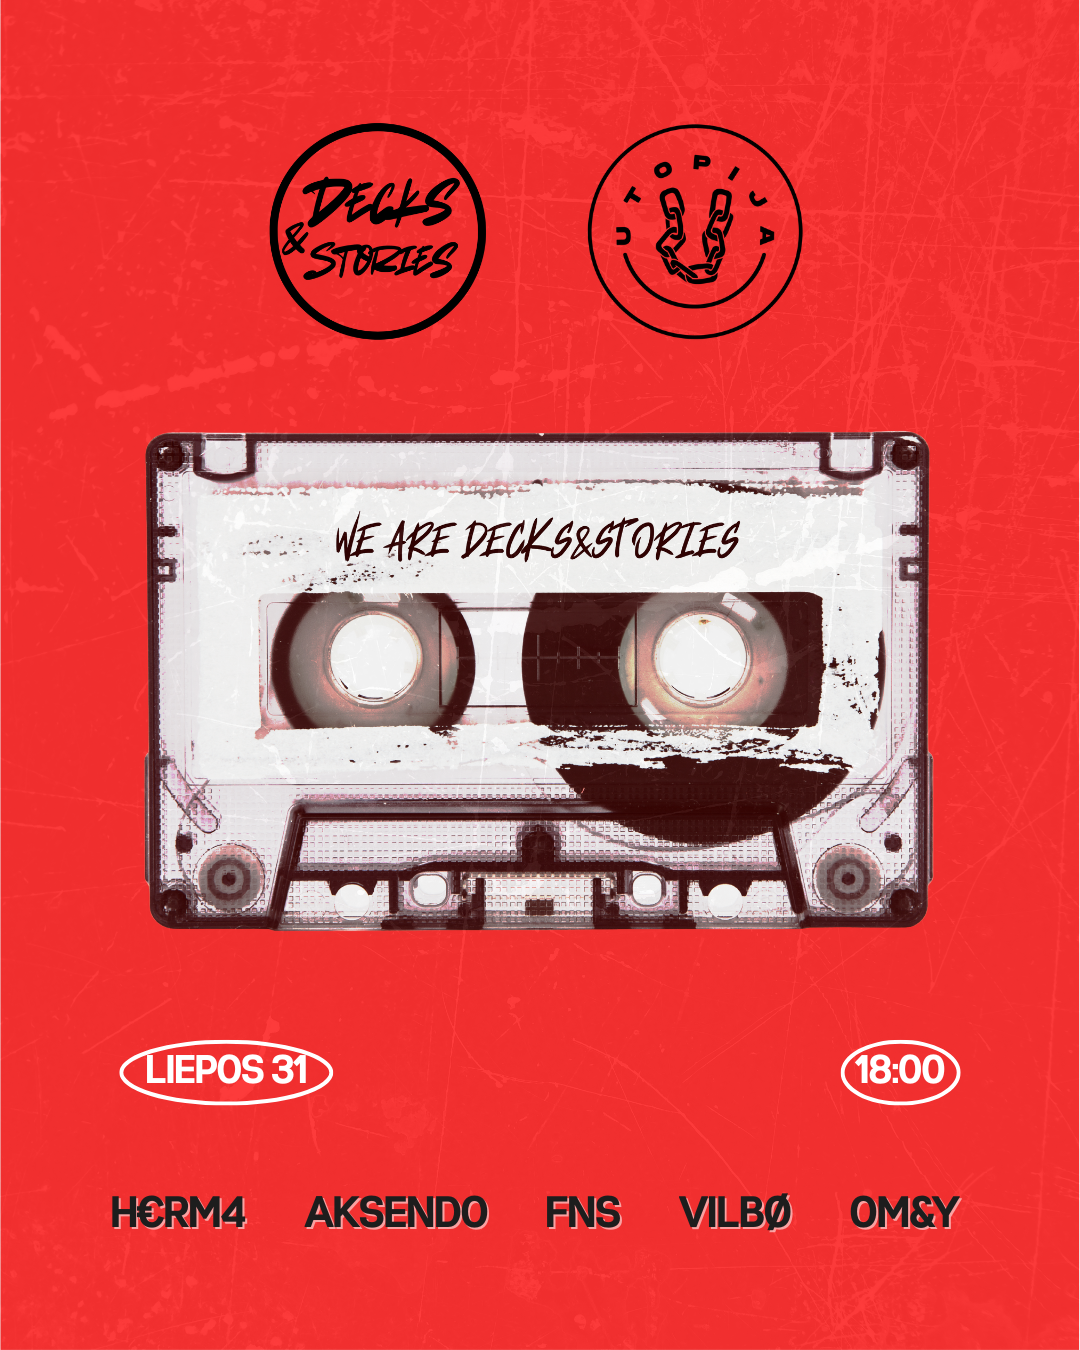 DECKS
& STORIES
UTOPIJA
WE ARE DECKS&STORIES
LIEPOS 31
18:00
H€RM4 AKSENDO FNS VILBØ OM&Y